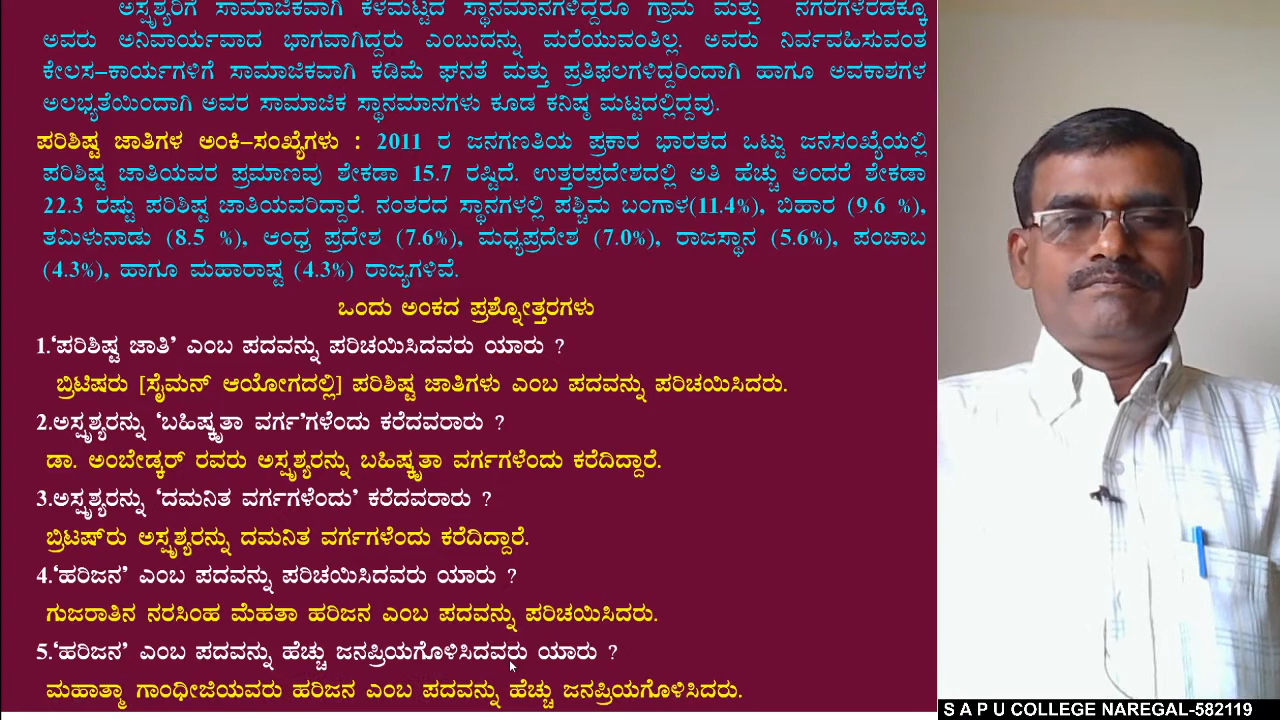 ಅಸ್ಪೃಶ್ಯರಿಗೆ ಸಾಮಾಜಿಕವಾಗಿ ಕೆಳಮಟ್ಟದ ಸ್ಥಾನಮಾನಗಳಿದ್ದರೂ ಗ್ರಾಮ ಮತ್ತು ನಗರಗಳೆರಡಕ್ಕೂ
ಅವರು ಅನಿವಾರ್ಯವಾದ ಭಾಗವಾಗಿದ್ದರು ಎಂಬುದನ್ನು ಮರೆಯುವಂತಿಲ್ಲ. ಅವರು ನಿರ್ವವಹಿಸುವಂತ
ಕೇಲಸ–ಕಾರ್ಯಗಳಿಗೆ ಸಾಮಾಜಿಕವಾಗಿ ಕಡಿಮೆ ಘನತೆ ಮತ್ತು ಪ್ರತಿಫಲಗಳಿದ್ದರಿಂದಾಗಿ ಹಾಗೂ ಅವಕಾಶಗಳ
ಅಲಭ್ಯತೆಯಿಂದಾಗಿ ಅವರ ಸಾಮಾಜಿಕ ಸ್ಥಾನಮಾನಗಳು ಕೂಡ ಕನಿಷ್ಠ ಮಟ್ಟದಲ್ಲಿದ್ದವು.
ಪರಿಶಿಷ್ಟ ಜಾತಿಗಳ ಅಂಕಿ–ಸಂಖ್ಯೆಗಳು : 2011 ರ ಜನಗಣತಿಯ ಪ್ರಕಾರ ಭಾರತದ ಒಟ್ಟು ಜನಸಂಖ್ಯೆಯಲ್ಲಿ
ಪರಿಶಿಷ್ಟ ಜಾತಿಯವರ ಪ್ರಮಾಣವು ಶೇಕಡಾ 15.7 ರಷ್ಟಿದೆ. ಉತ್ತರಪ್ರದೇಶದಲ್ಲಿ ಅತಿ ಹೆಚ್ಚು ಅಂದರೆ ಶೇಕಡಾ
22.3 ರಷ್ಟು ಪರಿಶಿಷ್ಟ ಜಾತಿಯವರಿದ್ದಾರೆ. ನಂತರದ ಸ್ಥಾನಗಳಲ್ಲಿ ಪಶ್ಚಿಮ ಬಂಗಾಳ(11.4%), ಬಿಹಾರ (9.6 %),
ತಮಿಳುನಾಡು (8.5 %), ಆಂಧ್ರ ಪ್ರದೇಶ (7.6%), ಮಧ್ಯಪ್ರದೇಶ (7.0%), ರಾಜಸ್ಥಾನ (5.6%), ಪಂಜಾಬ
(4.3%), ಹಾಗೂ ಮಹಾರಾಷ್ಟ್ರ (4.3%) ರಾಜ್ಯಗಳಿವೆ.
ಒಂದು ಅಂಕದ ಪ್ರಶ್ನೋತ್ತರಗಳು
1.‘ಪರಿಶಿಷ್ಟ ಜಾತಿ’ ಎಂಬ ಪದವನ್ನು ಪರಿಚಯಿಸಿದವರು ಯಾರು ?
ಬ್ರಿಟಿಷರು [ಸೈಮನ್ ಆಯೋಗದಲ್ಲಿ] ಪರಿಶಿಷ್ಟ ಜಾತಿಗಳು ಎಂಬ ಪದವನ್ನು ಪರಿಚಯಿಸಿದರು.
2.ಅಸ್ಪೃಶ್ಯರನ್ನು ‘ಬಹಿಷ್ಕೃತಾ ವರ್ಗ’ಗಳೆಂದು ಕರೆದವರಾರು ?
ಡಾ. ಅಂಬೇಡ್ಕರ್ ರವರು ಅಸ್ಪೃಶ್ಯರನ್ನು ಬಹಿಷ್ಕೃತಾ ವರ್ಗಗಳೆಂದು ಕರೆದಿದ್ದಾರೆ.
3.ಅಸ್ಪೃಶ್ಯರನ್ನು ‘ದಮನಿತ ವರ್ಗಗಳೆಂದು’ ಕರೆದವರಾರು ?
ಬ್ರಿಟಷ್‌ರು ಅಸ್ಪೃಶ್ಯರನ್ನು ದಮನಿತ ವರ್ಗಗಳೆಂದು ಕರೆದಿದ್ದಾರೆ.
4.‘ಹರಿಜನ’ ಎಂಬ ಪದವನ್ನು ಪರಿಚಯಿಸಿದವರು ಯಾರು ?
ಗುಜರಾತಿನ ನರಸಿಂಹ ಮೆಹತಾ ಹರಿಜನ ಎಂಬ ಪದವನ್ನು ಪರಿಚಯಿಸಿದರು.
5.‘ಹರಿಜನ’ ಎಂಬ ಪದವನ್ನು ಹೆಚ್ಚು ಜನಪ್ರಿಯಗೊಳಿಸಿದವರು ಯಾರು ?
ಮಹಾತ್ಮಾ ಗಾಂಧೀಜಿಯವರು ಹರಿಜನ ಎಂಬ ಪದವನ್ನು ಹೆಚ್ಚು ಜನಪ್ರಿಯಗೊಳಿಸಿದರು.
S A P U COLLEGE NAREGAL-582119